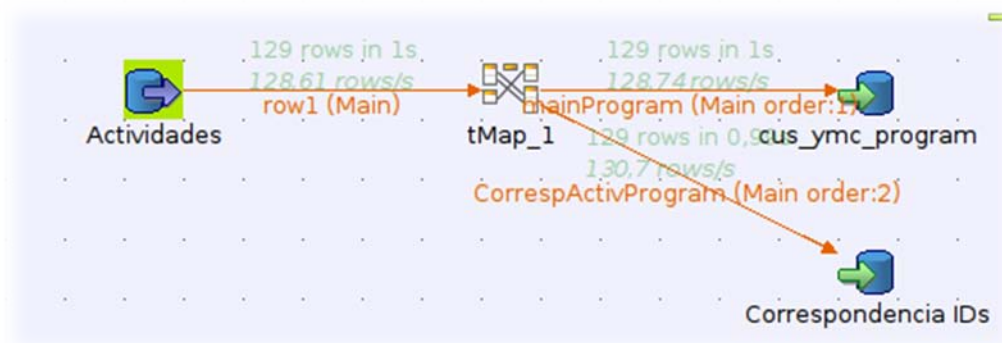 129 rows in 1s
128,61 rows/s
row1 (Main)
Actividades
tMap_1
129 rows in 1s
128,74 rows/s
mainProgram (Main order:1)
cus_ymc_program
129 rows in 0,9
130,7 rows/s
CorrespActivProgram (Main order:2)
Correspondencia IDs